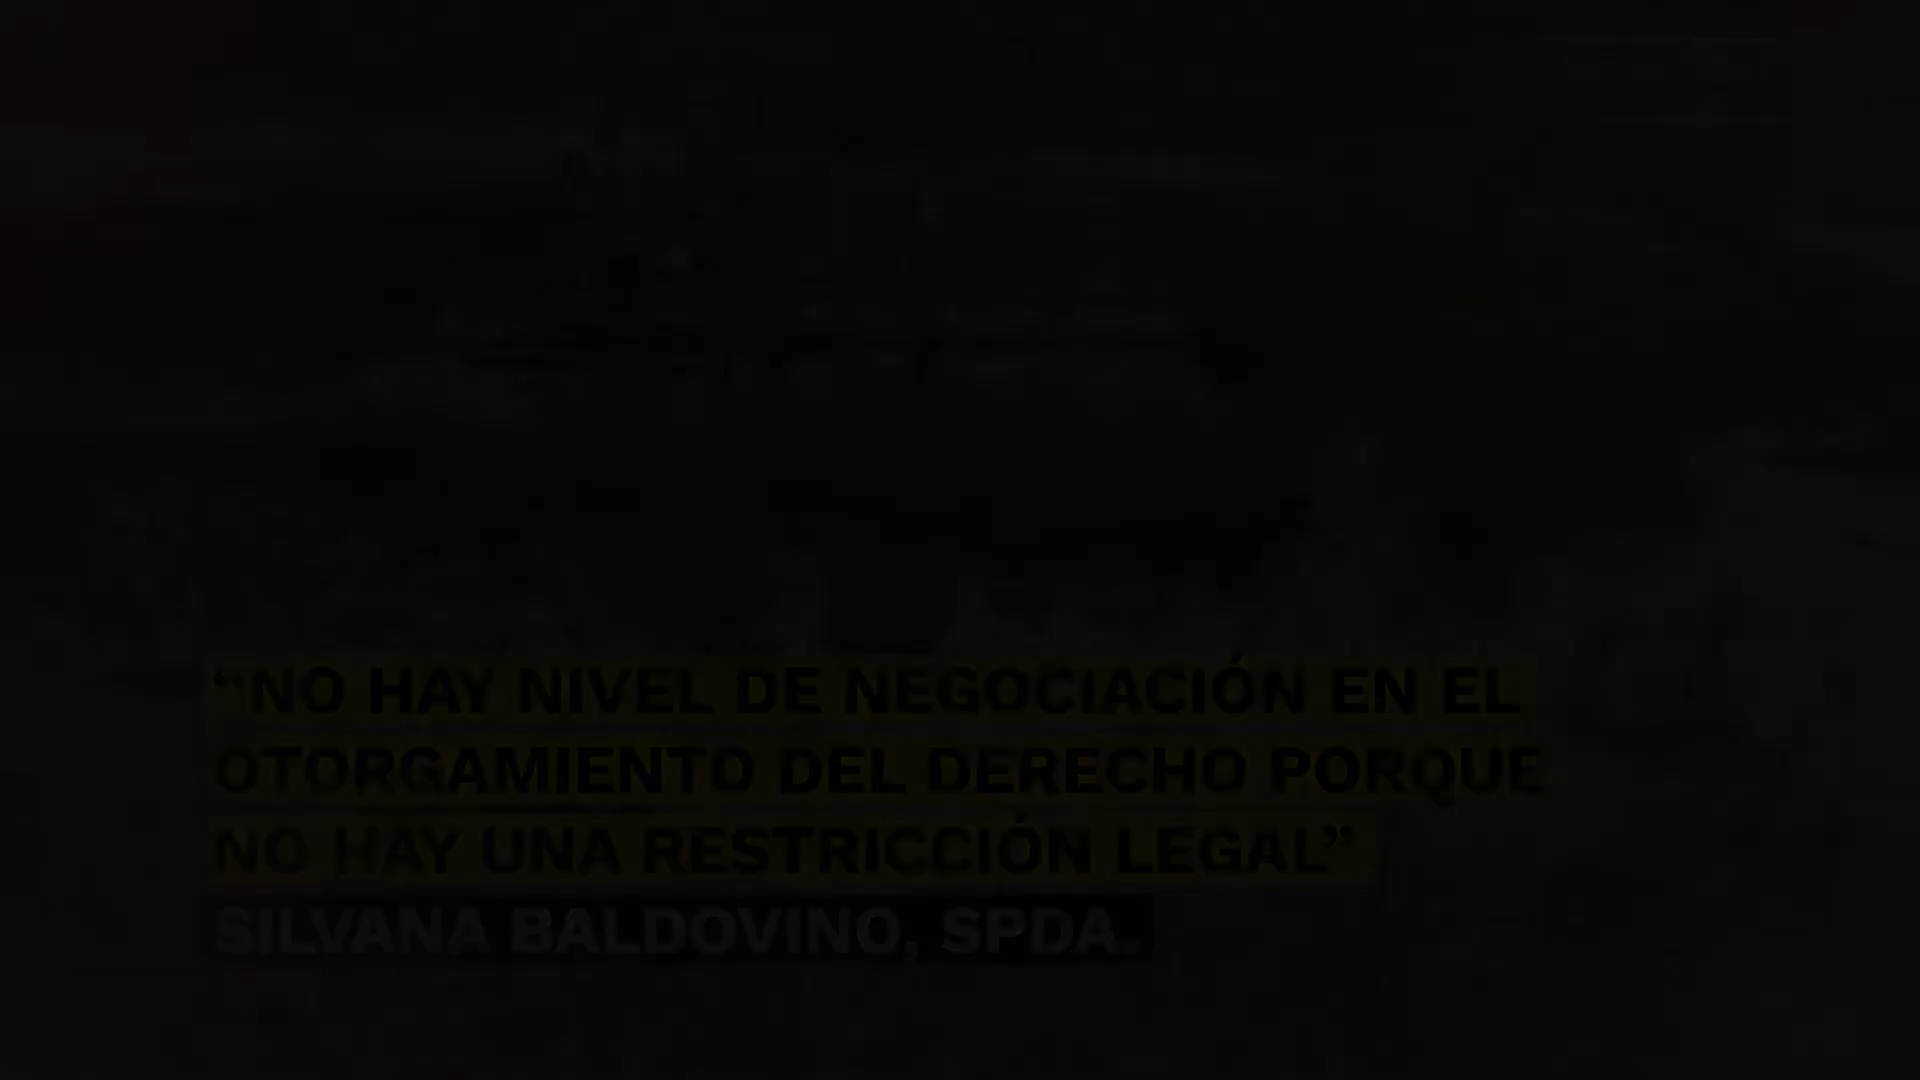 “NO HAY NIVEL DE NEGOCIACIÓN EN EL
OTORGAMIENTO DEL DERECHO PORQUE
NO HAY UNA RESTRICCIÓN LEGAL”
SILVANA BALDOVINO, SPDA.